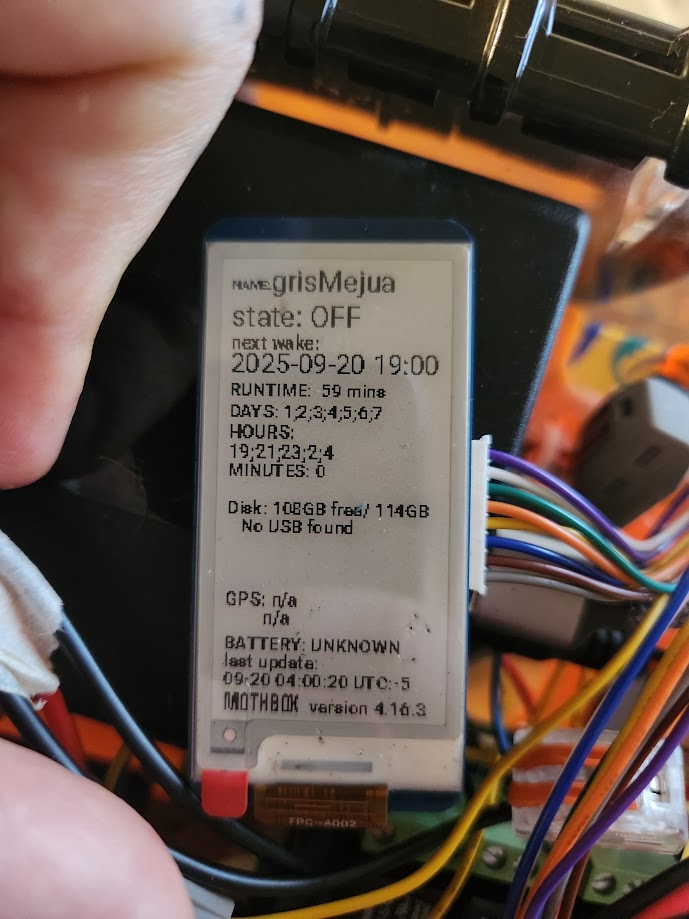 NAME:grisMejua
state: OFF
next wake:
2025-09-20 19:00
RUNTIME: 59 mins
DAYS: 1;2;3;4;5;6;7
HOURS:
19;21;23;2;4
MINUTES: 0
Disk: 108GB free/ 114GB
No USB found
GPS: n/a
n/a
BATTERY: UNKNOWN
last update:
09-20 04:00:20 UTC:-5
MOTHBOX version 4.16.3
FPC-A002